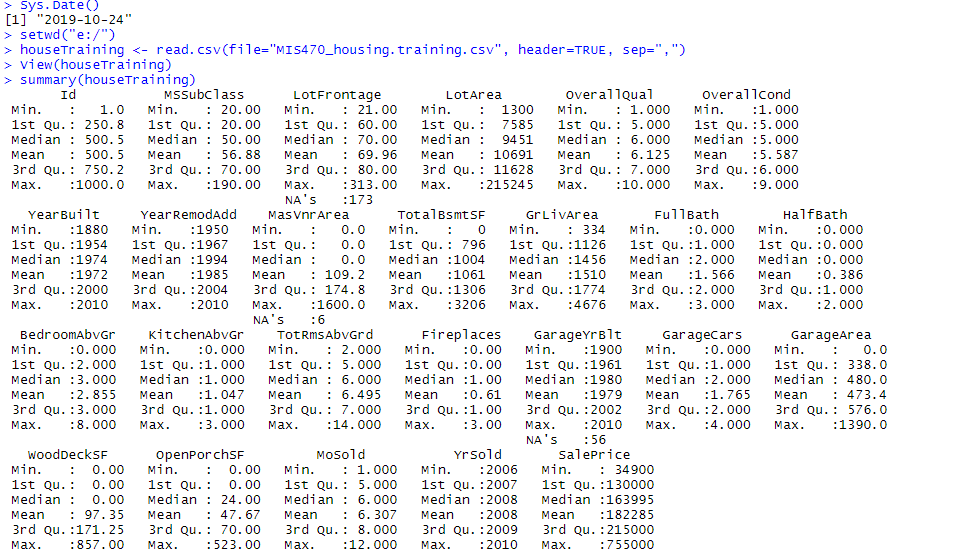 > Sys.Date()
[1] "2019-10-24"
> setwd("e:/")
> houseTraining <- read.csv(file="MIS470_housing.training.csv", header=TRUE, sep=",")
> View(houseTraining)
> summary(houseTraining)
Id MSSubClass LotFrontage LotArea OverallQual OverallCond
Min. : 1.0 Min. : 20.00 Min. : 21.00 Min. : 1300 Min. : 1.000 Min. :1.000
1st Qu.: 250.8 1st Qu.: 20.00 1st Qu.: 60.00 1st Qu.: 7585 1st Qu.: 5.000 1st Qu.:5.000
Median : 500.5 Median : 50.00 Median : 70.00 Median : 9451 Median : 6.000 Median :5.000
Mean : 500.5 Mean : 56.88 Mean : 69.96 Mean : 10691 Mean : 6.125 Mean :5.587
3rd Qu.: 750.2 3rd Qu.: 70.00 3rd Qu.: 80.00 3rd Qu.: 11628 3rd Qu.: 7.000 3rd Qu.:6.000
Max. :1000.0 Max. :190.00 Max. :313.00 Max. :215245 Max. :10.000 Max. :9.000
NA's :173
YearBuilt YearRemodAdd MasVnrArea TotalBsmtSF GrLivArea FullBath HalfBath
Min. :1880 Min. :1950 Min. : 0.0 Min. : 0 Min. : 334 Min. :0.000 Min. :0.000
1st Qu.:1954 1st Qu.:1967 1st Qu.: 0.0 1st Qu.: 796 1st Qu.:1126 1st Qu.:1.000 1st Qu.:0.000
Median :1974 Median :1994 Median : 0.0 Median :1004 Median :1456 Median :2.000 Median :0.000
Mean :1972 Mean :1985 Mean : 109.2 Mean :1061 Mean :1510 Mean :1.566 Mean :0.386
3rd Qu.:2000 3rd Qu.:2004 3rd Qu.: 174.8 3rd Qu.:1306 3rd Qu.:1774 3rd Qu.:2.000 3rd Qu.:1.000
Max. :2010 Max. :2010 Max. :1600.0 Max. :3206 Max. :4676 Max. :3.000 Max. :2.000
NA's :6
BedroomAbvGr KitchenAbvGr TotRmsAbvGrd Fireplaces GarageYrBlt GarageCars GarageArea
Min. :0.000 Min. :0.000 Min. : 2.000 Min. :0.00 Min. :1900 Min. :0.000 Min. : 0.0
1st Qu.:2.000 1st Qu.:1.000 1st Qu.: 5.000 1st Qu.:0.00 1st Qu.:1961 1st Qu.:1.000 1st Qu.: 338.0
Median :3.000 Median :1.000 Median : 6.000 Median :1.00 Median :1980 Median :2.000 Median : 480.0
Mean :2.855 Mean :1.047 Mean : 6.495 Mean :0.61 Mean :1979 Mean :1.765 Mean : 473.4
3rd Qu.:3.000 3rd Qu.:1.000 3rd Qu.: 7.000 3rd Qu.:1.00 3rd Qu.:2002 3rd Qu.:2.000 3rd Qu.: 576.0
Max. :8.000 Max. :3.000 Max. :14.000 Max. :3.00 Max. :2010 Max. :4.000 Max. :1390.0
NA's :56
WoodDeckSF OpenPorchSF MoSold YrSold SalePrice
Min. : 0.00 Min. : 0.00 Min. : 1.000 Min. :2006 Min. : 34900
1st Qu.: 0.00 1st Qu.: 0.00 1st Qu.: 5.000 1st Qu.:2007 1st Qu.:130000
Median : 0.00 Median : 24.00 Median : 6.000 Median :2008 Median :163995
Mean : 97.35 Mean : 47.67 Mean : 6.307 Mean :2008 Mean :182285
3rd Qu.:171.25 3rd Qu.: 70.00 3rd Qu.: 8.000 3rd Qu.:2009 3rd Qu.:215000
Max. :857.00 Max. :523.00 Max. :12.000 Max. :2010 Max. :755000